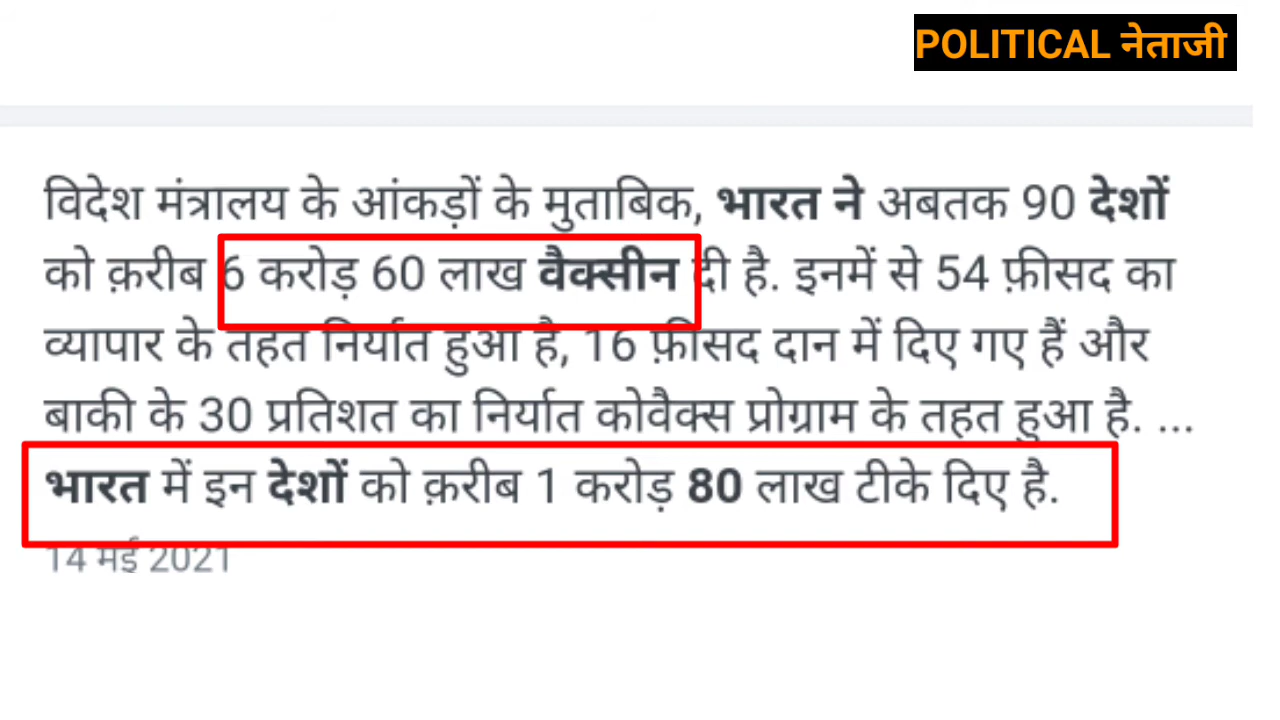 POLITICAL नेताजी
विदेश मंत्रालय के आंकड़ों के मुताबिक, भारत ने अबतक 90 देशों
को क़रीब 6 करोड़ 60 लाख वैक्सीन दी है. इनमें से 54 फ़ीसद का
व्यापार के तहत निर्यात हुआ है, 16 फ़ीसद दान में दिए गए हैं और
बाकी के 30 प्रतिशत का निर्यात कोवैक्स प्रोग्राम के तहत हुआ है. ...
भारत में इन देशों को क़रीब 1 करोड़ 80 लाख टीके दिए है.
14 मई 2021